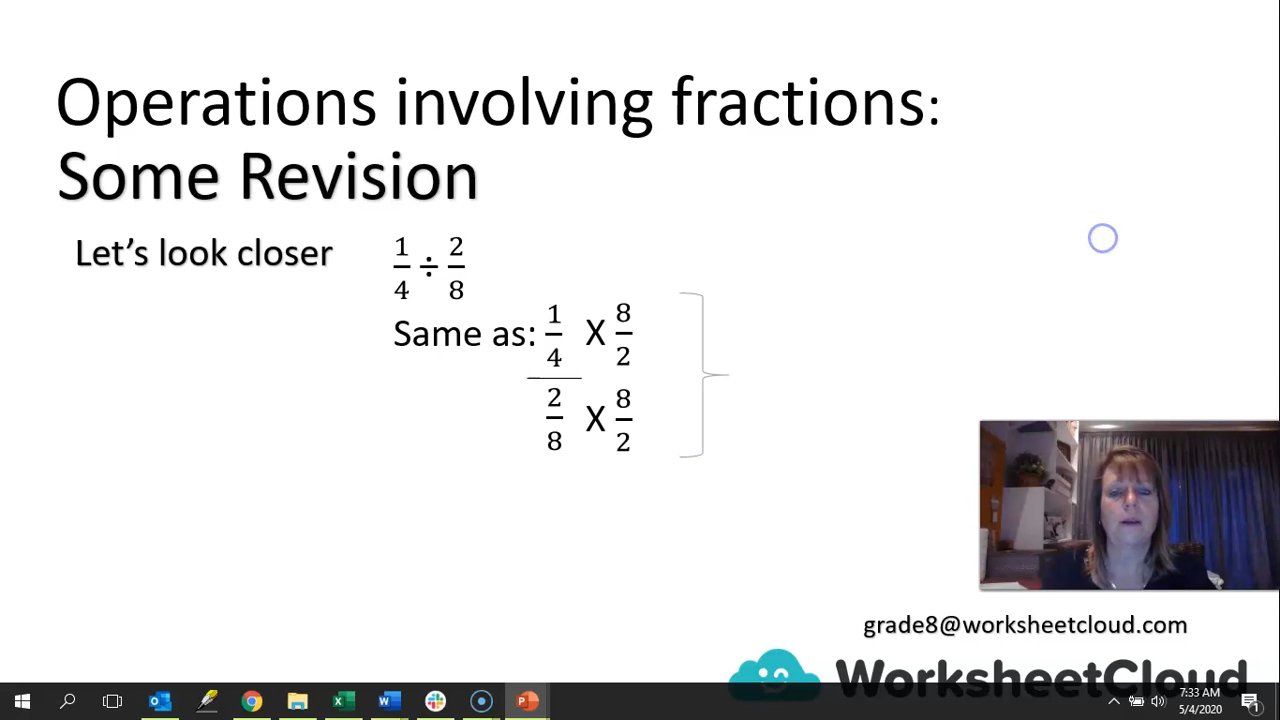 Operations involving fractions:
Some Revision
Let's look closer 1/4 ÷ 2/8
Same as: 1/4 X 8/2
2/8 X 8/2
grade8@worksheetcloud.com
WorksheetCloud
7:33 AM
5/4/2020